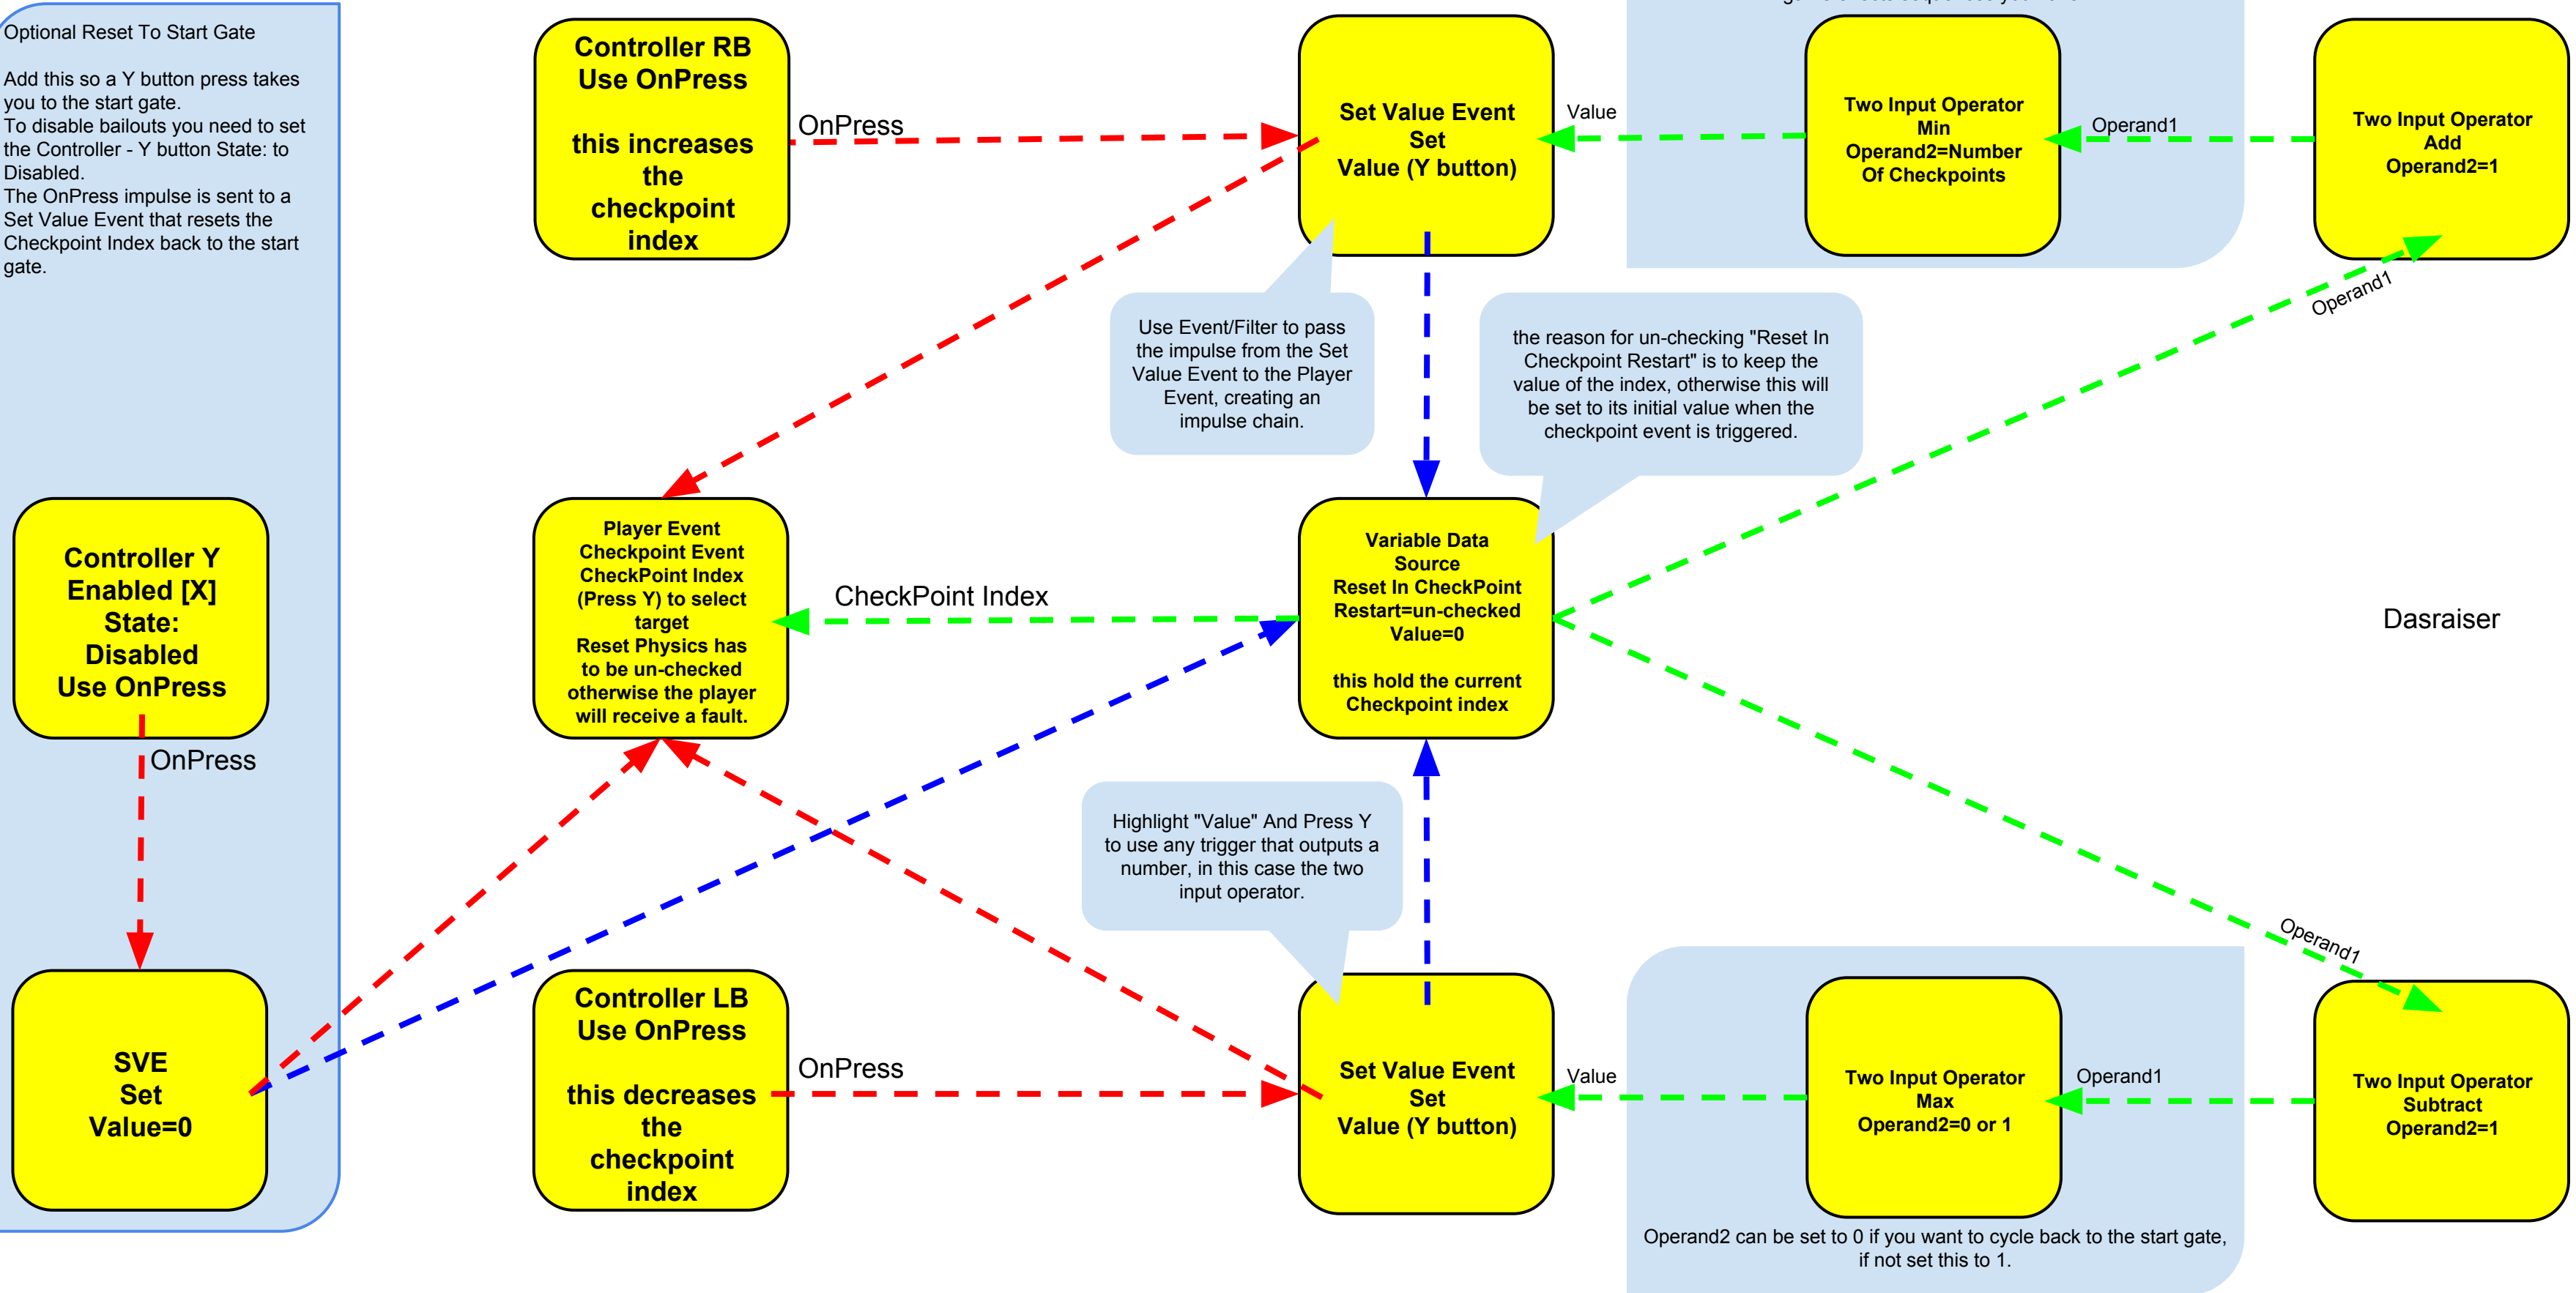 Optional Reset To Start Gate
Add this so a Y button press takes
you to the start gate.
To disable bailouts you need to set
the Controller - Y button State: to
Disabled.
The OnPress impulse is sent to a
Set Value Event that resets the
Checkpoint Index back to the start
gate.
Controller RB
Use OnPress
this increases
the
checkpoint
index
OnPress
Set Value Event
Set
Value (Y button)
Value
Two Input Operator
Min
Operand2=Number
Of Checkpoints
Operand1
Two Input Operator
Add
Operand2=1
Operand1
Use Event/Filter to pass
the impulse from the Set
Value Event to the Player
Event, creating an
impulse chain.
the reason for un-checking "Reset In
Checkpoint Restart" is to keep the
value of the index, otherwise this will
be set to its initial value when the
checkpoint event is triggered.
Controller Y
Enabled [X]
State:
Disabled
Use OnPress
OnPress
Player Event
Checkpoint Event
CheckPoint Index
(Press Y) to select
target
Reset Physics has
to be un-checked
otherwise the player
will receive a fault.
CheckPoint Index
Variable Data
Source
Reset In CheckPoint
Restart=un-checked
Value=0
this hold the current
Checkpoint index
Dasraiser
Highlight "Value" And Press Y
to use any trigger that outputs a
number, in this case the two
input operator.
SVE
Set
Value=0
Controller LB
Use OnPress
this decreases
the
checkpoint
index
OnPress
Set Value Event
Set
Value (Y button)
Value
Two Input Operator
Max
Operand2=0 or 1
Operand1
Operand1
Two Input Operator
Subtract
Operand2=1
Operand2 can be set to 0 if you want to cycle back to the start gate,
if not set this to 1.